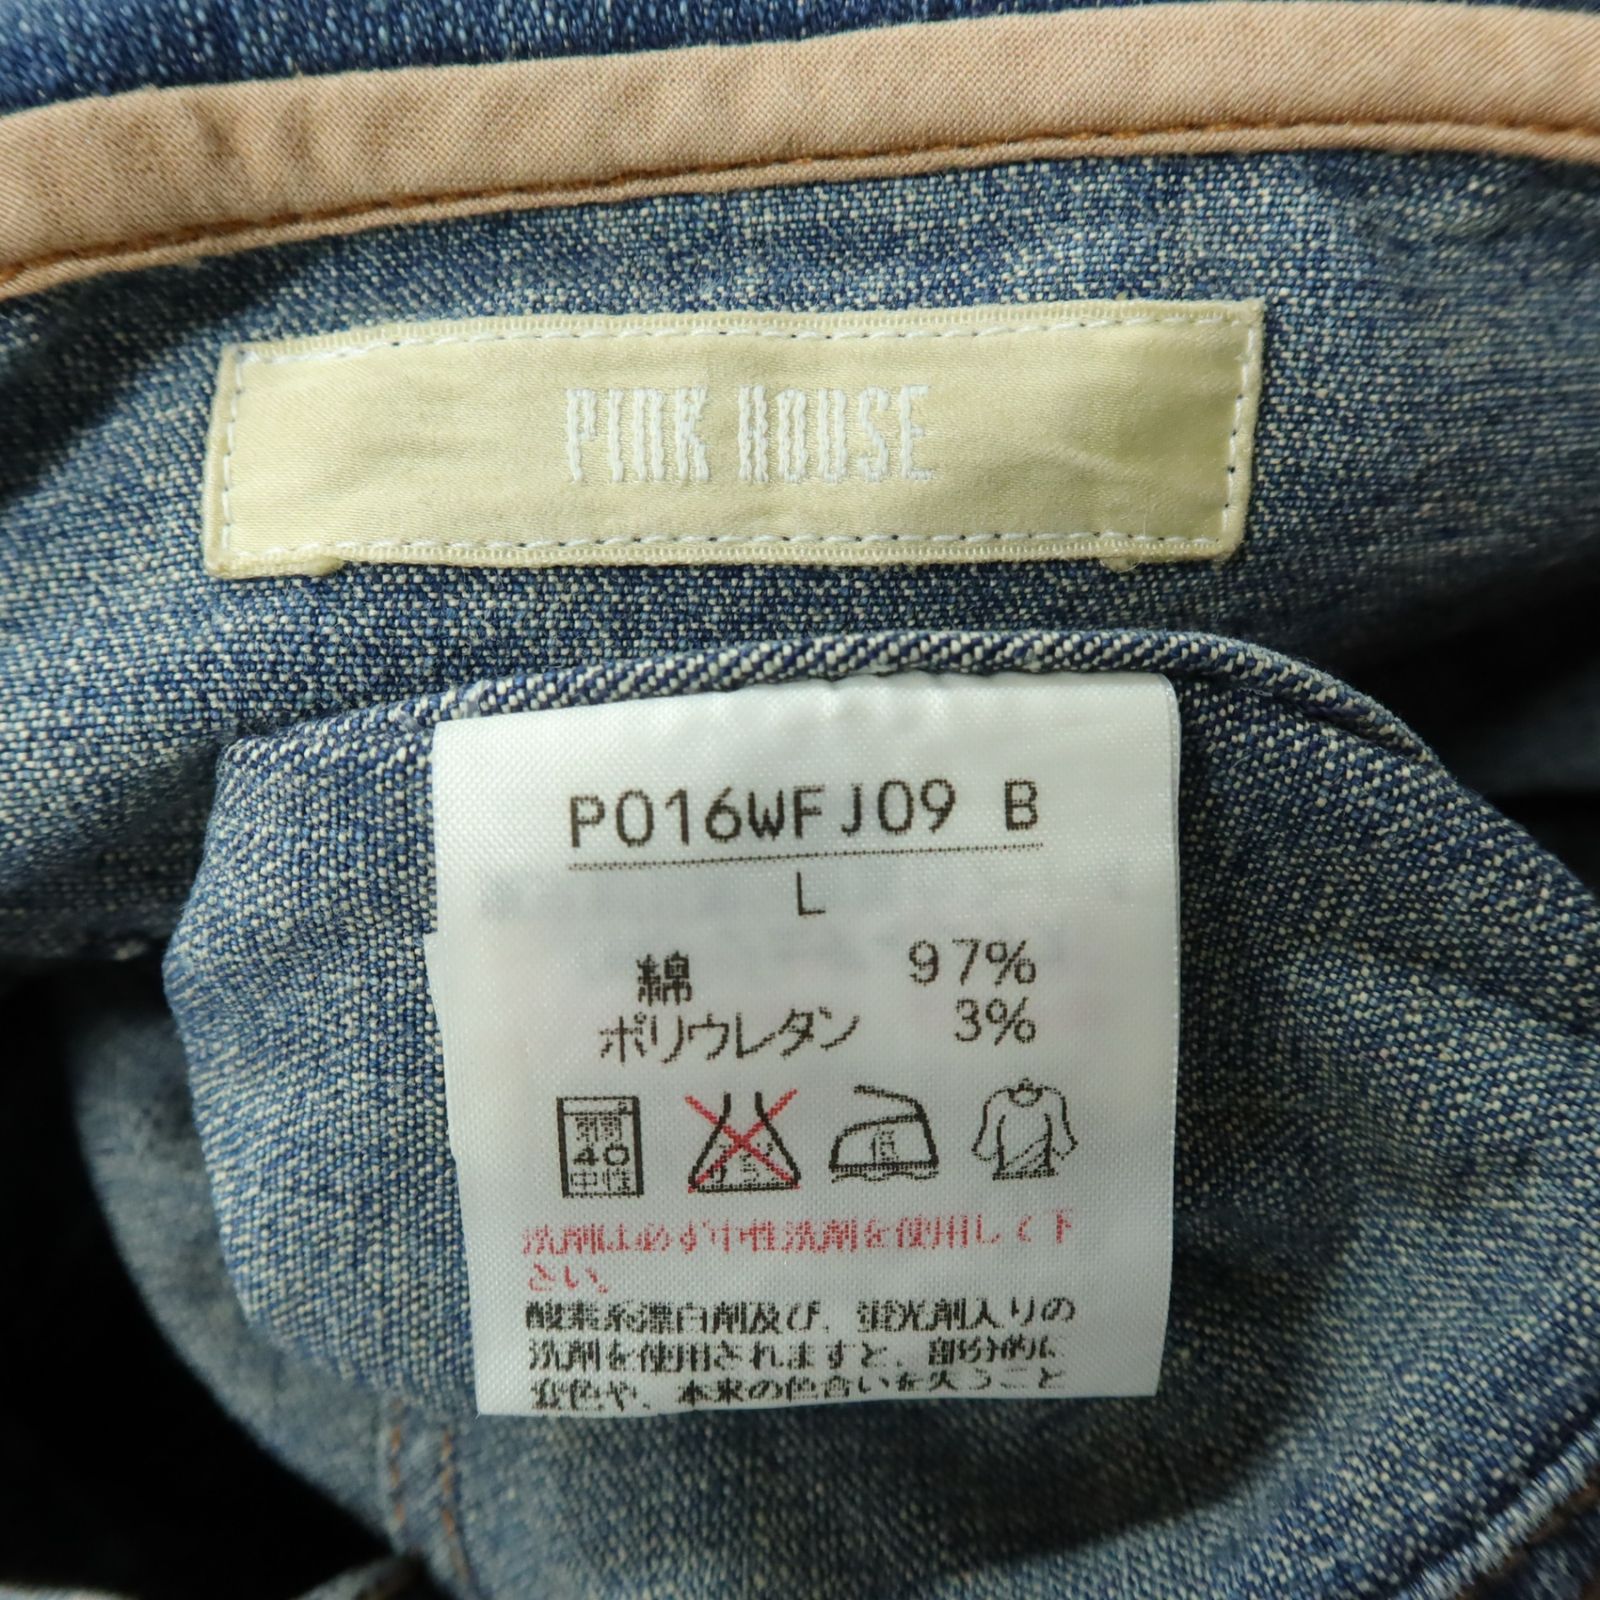 PINK HOUSE
P016WFJ09 B
L
綿 97%
ポリウレタン 3%
40
中性
洗剤は必ず中性洗剤を使用して下
さい。
酸素系漂白剤及び、蛍光剤入りの
洗剤を使用されますと、部分的に
変色や、本来の色合いを失うこと